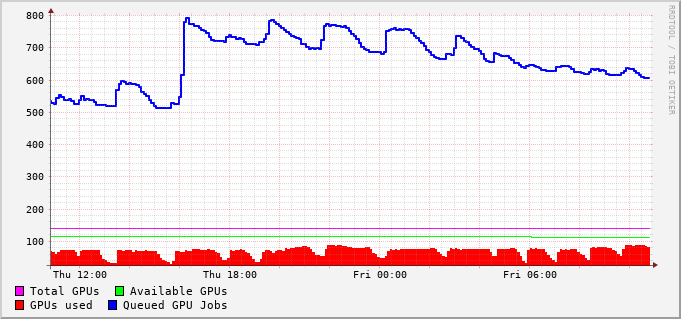 800
700
600
500
400
300
200
100
Thu 12:00 Thu 18:00 Fri 00:00 Fri 06:00
Total GPUs Available GPUs
GPUs used Queued GPU Jobs
RRDTOOL / TOBI OETIKER